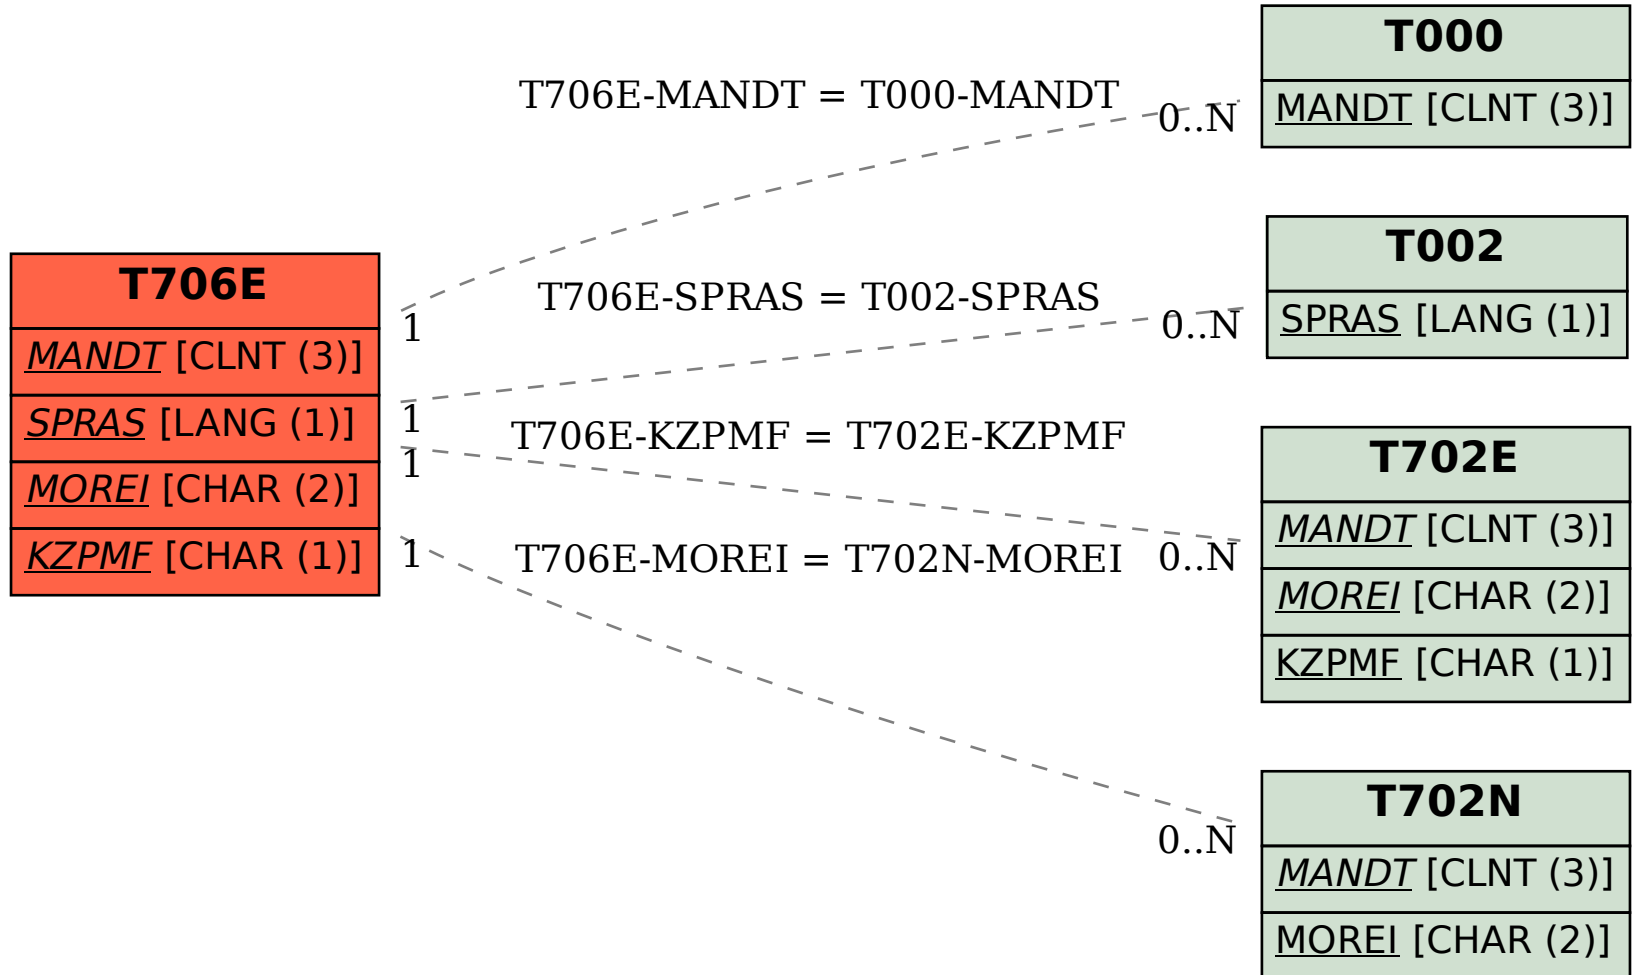 T706E
MANDT [CLNT (3)]
SPRAS [LANG (1)]
MOREI [CHAR (2)]
KZPMF [CHAR (1)]
T706E-MANDT = T000-MANDT
1
0..N
T706E-SPRAS = T002-SPRAS
1
0..N
T706E-KZPMF = T702E-KZPMF
1
0..N
T706E-MOREI = T702N-MOREI
1
0..N
T000
MANDT [CLNT (3)]
T002
SPRAS [LANG (1)]
T702E
MANDT [CLNT (3)]
MOREI [CHAR (2)]
KZPMF [CHAR (1)]
T702N
MANDT [CLNT (3)]
MOREI [CHAR (2)]